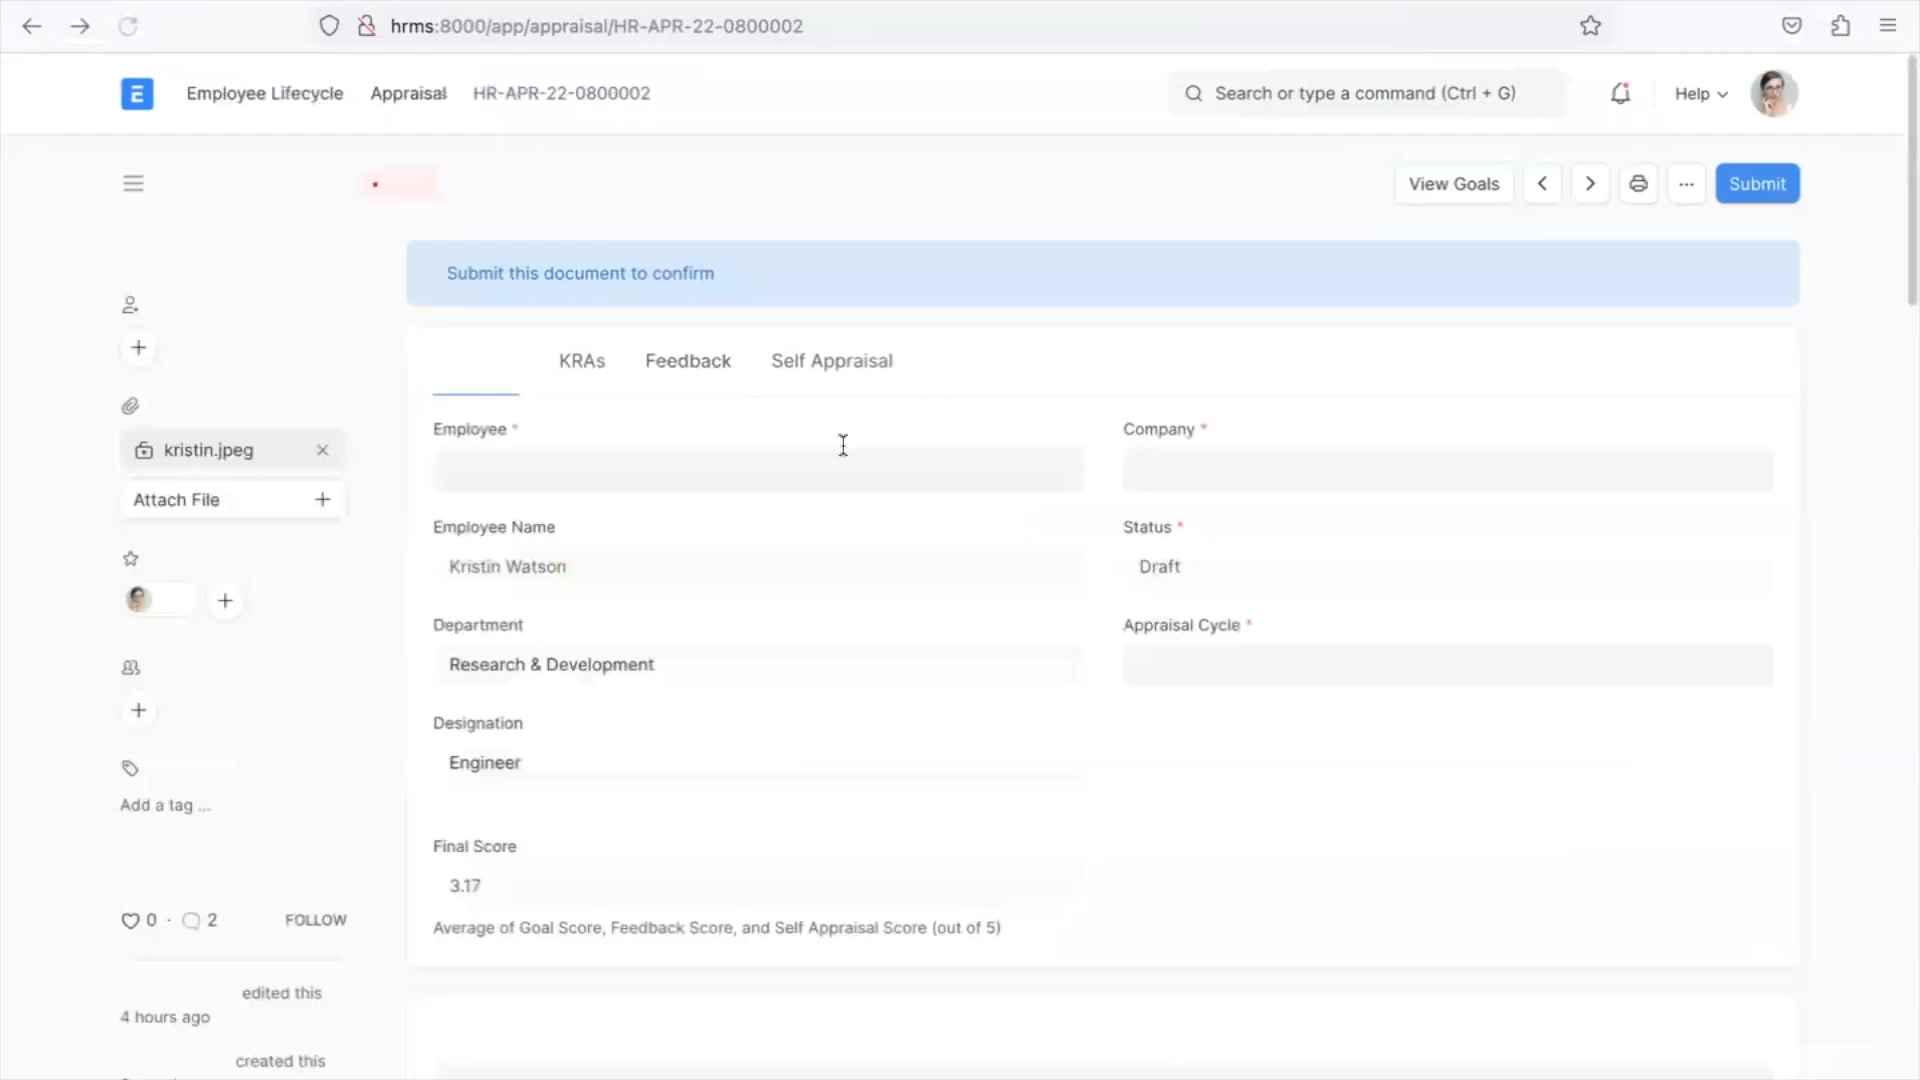 hrms:8000/app/appraisal/HR-APR-22-0800002
E Employee Lifecycle Appraisal HR-APR-22-0800002 Search or type a command (Ctrl + G) Help
View Goals ... Submit
Submit this document to confirm
KRAs Feedback Self Appraisal
Employee * Company *
kristin.jpeg
Attach File +
Employee Name Status *
Kristin Watson Draft
Department Appraisal Cycle *
Research & Development
Designation
Engineer
Add a tag ...
Final Score
3.17
Average of Goal Score, Feedback Score, and Self Appraisal Score (out of 5)
0 · 2 FOLLOW
edited this
4 hours ago
created this